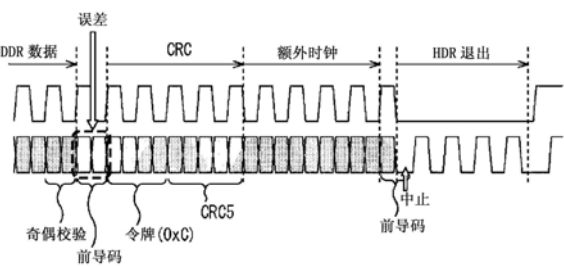 误差
DDR 数据
CRC
额外时钟
HDR 退出
奇偶校验
前导码
令牌(0xC)
CRC5
前导码
中止